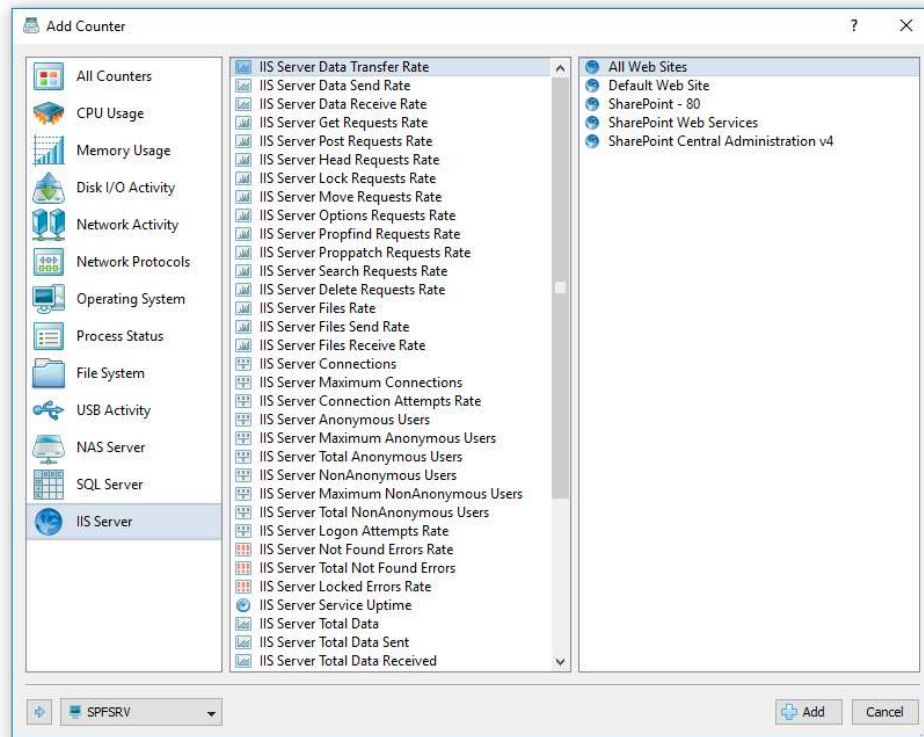 Add Counter
?
All Counters
CPU Usage
Memory Usage
Disk I/O Activity
Network Activity
Network Protocols
Operating System
Process Status
File System
USB Activity
NAS Server
SQL Server
IIS Server
IIS Server Data Transfer Rate
IIS Server Data Send Rate
IIS Server Data Receive Rate
IIS Server Get Requests Rate
IIS Server Post Requests Rate
IIS Server Head Requests Rate
IIS Server Lock Requests Rate
IIS Server Move Requests Rate
IIS Server Options Requests Rate
IIS Server Propfind Requests Rate
IIS Server Proppatch Requests Rate
IIS Server Search Requests Rate
IIS Server Delete Requests Rate
IIS Server Files Rate
IIS Server Files Send Rate
IIS Server Files Receive Rate
IIS Server Connections
IIS Server Maximum Connections
IIS Server Connection Attempts Rate
IIS Server Anonymous Users
IIS Server Maximum Anonymous Users
IIS Server Total Anonymous Users
IIS Server NonAnonymous Users
IIS Server Maximum NonAnonymous Users
IIS Server Total NonAnonymous Users
IIS Server Logon Attempts Rate
IIS Server Not Found Errors Rate
IIS Server Total Not Found Errors
IIS Server Locked Errors Rate
IIS Server Service Uptime
IIS Server Total Data
IIS Server Total Data Sent
IIS Server Total Data Received
All Web Sites
Default Web Site
SharePoint - 80
SharePoint Web Services
SharePoint Central Administration v4
SPFSRV
Add
Cancel